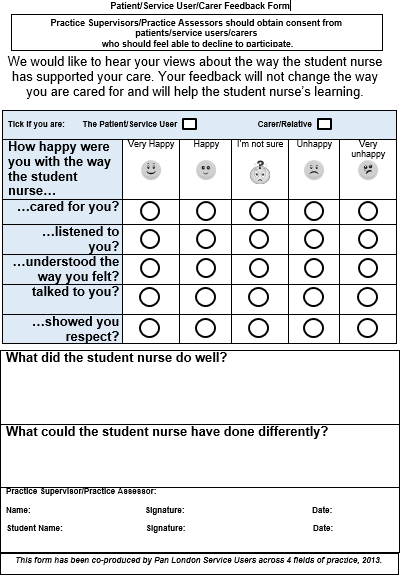 Patient/Service User/Carer Feedback Form
Practice Supervisors/Practice Assessors should obtain consent from
patients/service users/carers
who should feel able to decline to participate.
We would like to hear your views about the way the student nurse
has supported your care. Your feedback will not change the way
you are cared for and will help the student nurse's learning.
Tick if you are: The Patient/Service User Carer/Relative
How happy were
you with the way
the student
nurse…
Very Happy
Happy
I'm not sure
Unhappy
Very
unhappy
…cared for you?
…listened to
you?
…understood the
way you felt?
talked to you?
…showed you
respect?
What did the student nurse do well?
What could the student nurse have done differently?
Practice Supervisor/Practice Assessor:
Name: Signature: Date:
Student Name: Signature: Date:
This form has been co-produced by Pan London Service Users across 4 fields of practice, 2013.